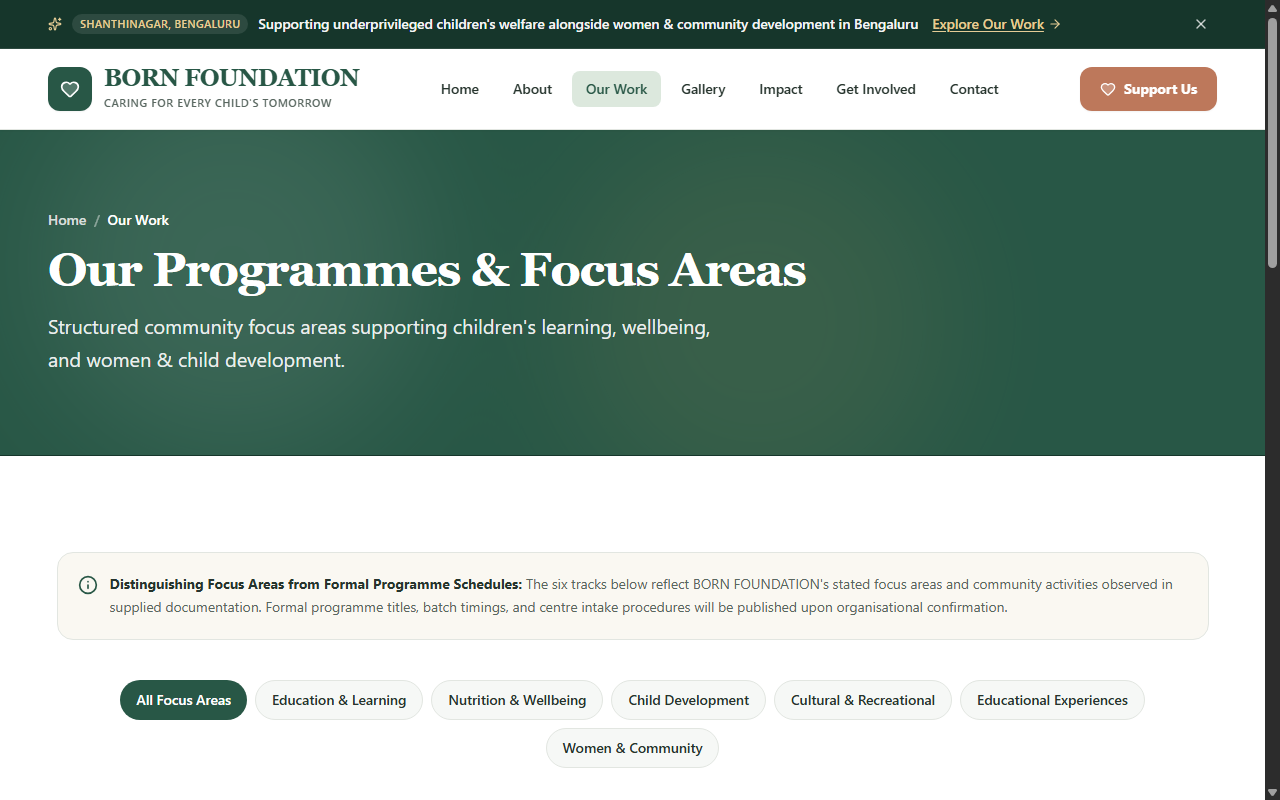 SHANTHINAGAR, BENGALURU Supporting underprivileged children's welfare alongside women & community development in Bengaluru Explore Our Work →
BORN FOUNDATION
CARING FOR EVERY CHILD'S TOMORROW
Home About Our Work Gallery Impact Get Involved Contact Support Us
Home / Our Work
Our Programmes & Focus Areas
Structured community focus areas supporting children's learning, wellbeing,
and women & child development.
Distinguishing Focus Areas from Formal Programme Schedules: The six tracks below reflect BORN FOUNDATION's stated focus areas and community activities observed in
supplied documentation. Formal programme titles, batch timings, and centre intake procedures will be published upon organisational confirmation.
All Focus Areas Education & Learning Nutrition & Wellbeing Child Development Cultural & Recreational Educational Experiences
Women & Community